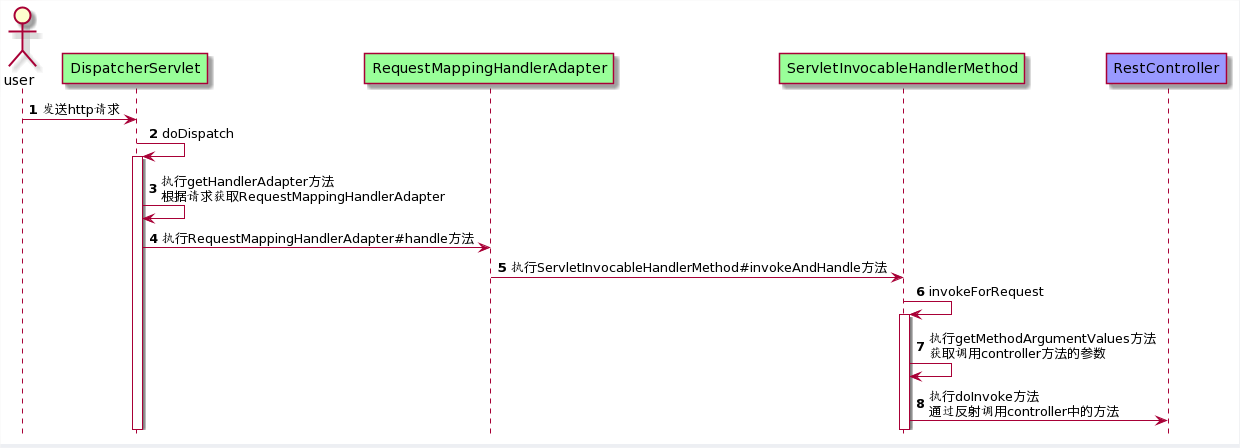 user
DispatcherServlet
RequestMappingHandlerAdapter
ServletInvocableHandlerMethod
RestController
1 发送http请求
2 doDispatch
3 执行getHandlerAdapter方法
根据请求获取RequestMappingHandlerAdapter
4 执行RequestMappingHandlerAdapter#handle方法
5 执行ServletInvocableHandlerMethod#invokeAndHandle方法
6 invokeForRequest
7 执行getMethodArgumentValues方法
获取调用controller方法的参数
8 执行doInvoke方法
通过反射调用controller中的方法